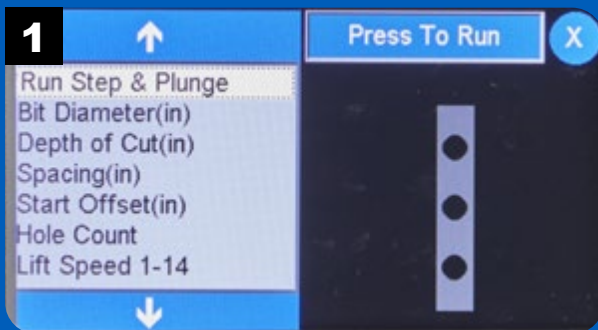 1
Press To Run
X
Run Step & Plunge
Bit Diameter(in)
Depth of Cut(in)
Spacing(in)
Start Offset(in)
Hole Count
Lift Speed 1-14